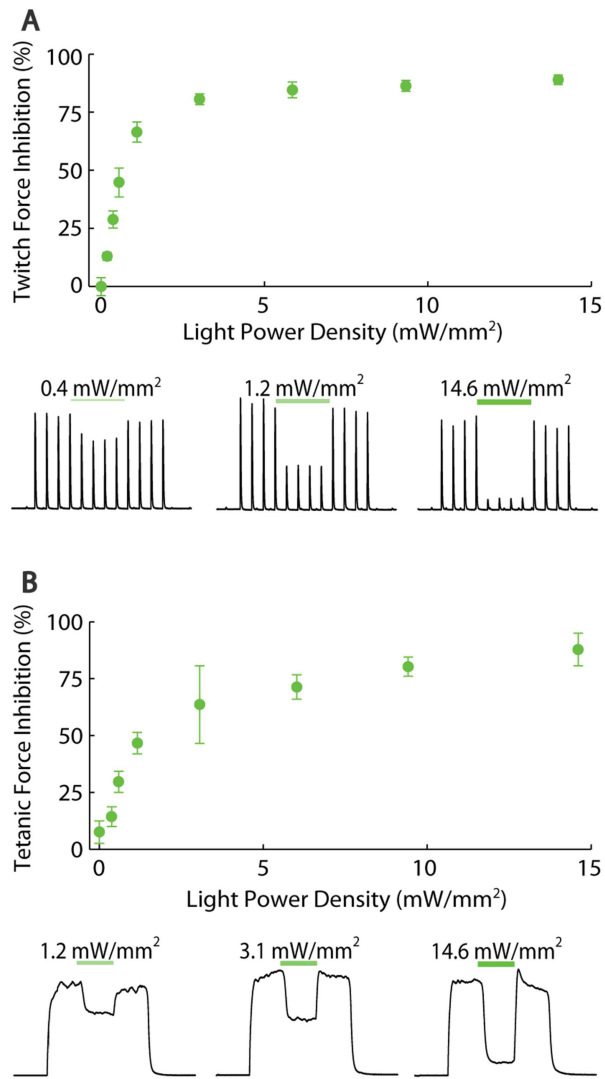 A
Twitch Force Inhibition (%)
100
75
50
25
0
0 5 10 15
Light Power Density (mW/mm²)
0.4 mW/mm² 1.2 mW/mm² 14.6 mW/mm²
B
Tetanic Force Inhibition (%)
100
75
50
25
0
0 5 10 15
Light Power Density (mW/mm²)
1.2 mW/mm² 3.1 mW/mm² 14.6 mW/mm²